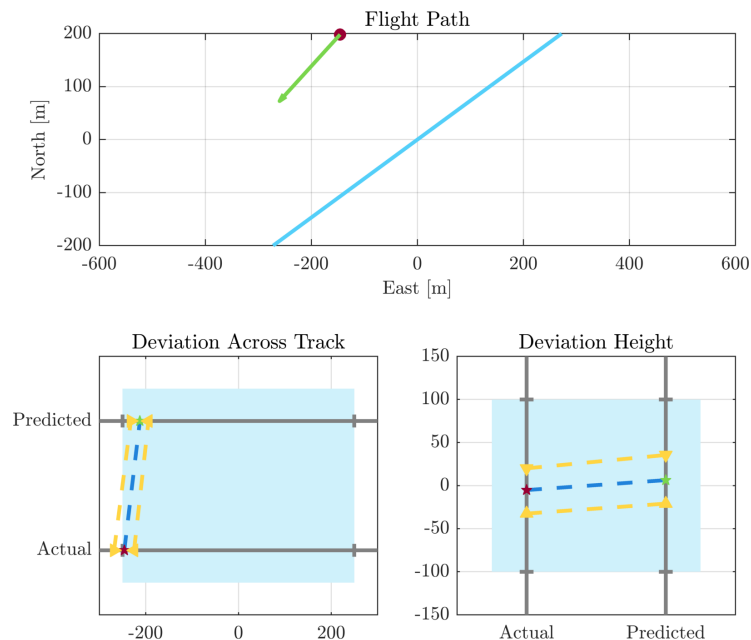 Flight Path
200
100
0
-100
-200
North [m]
-600 -400 -200 0 200 400 600
East [m]
Deviation Across Track
Predicted
Actual
-200 0 200
Deviation Height
150
100
50
0
-50
-100
-150
Actual Predicted